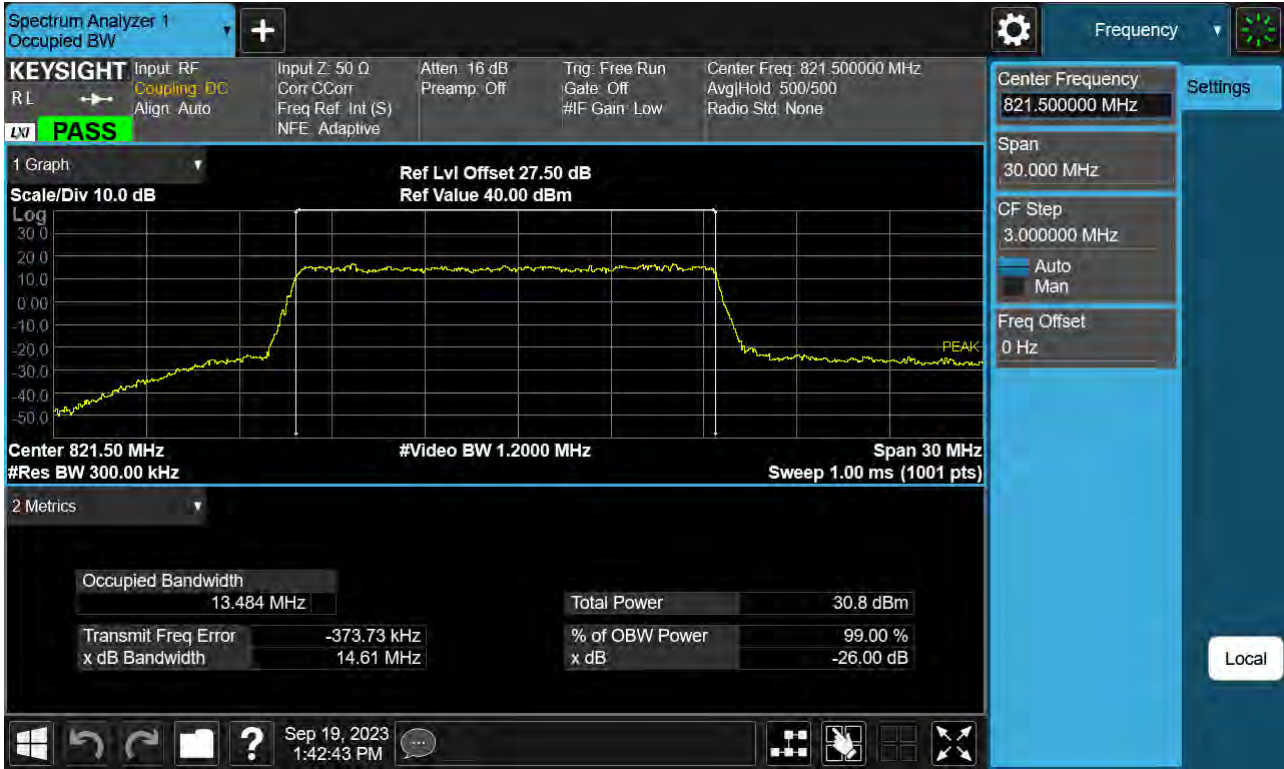 Spectrum Analyzer 1
Occupied BW
Frequency
KEYSIGHT
R L
LXI PASS
Input: RF
Coupling: DC
Align: Auto
Input Z: 50 Ω
Corr CCorr
Freq Ref: Int (S)
NFE: Adaptive
Atten: 16 dB
Preamp: Off
Trig: Free Run
Gate: Off
#IF Gain: Low
Center Freq: 821.500000 MHz
Avg|Hold: 500/500
Radio Std: None
Center Frequency
821.500000 MHz
Settings
Span
30.000 MHz
CF Step
3.000000 MHz
Auto
Man
Freq Offset
0 Hz
Local
1 Graph
Scale/Div 10.0 dB
Ref Lvl Offset 27.50 dB
Ref Value 40.00 dBm
Log
30.0
20.0
10.0
0.00
-10.0
-20.0
-30.0
-40.0
-50.0
PEAK
Center 821.50 MHz
#Video BW 1.2000 MHz
Span 30 MHz
#Res BW 300.00 kHz
Sweep 1.00 ms (1001 pts)
2 Metrics
Occupied Bandwidth
13.484 MHz
Total Power 30.8 dBm
Transmit Freq Error -373.73 kHz
% of OBW Power 99.00 %
x dB Bandwidth 14.61 MHz
x dB -26.00 dB
?
Sep 19, 2023
1:42:43 PM